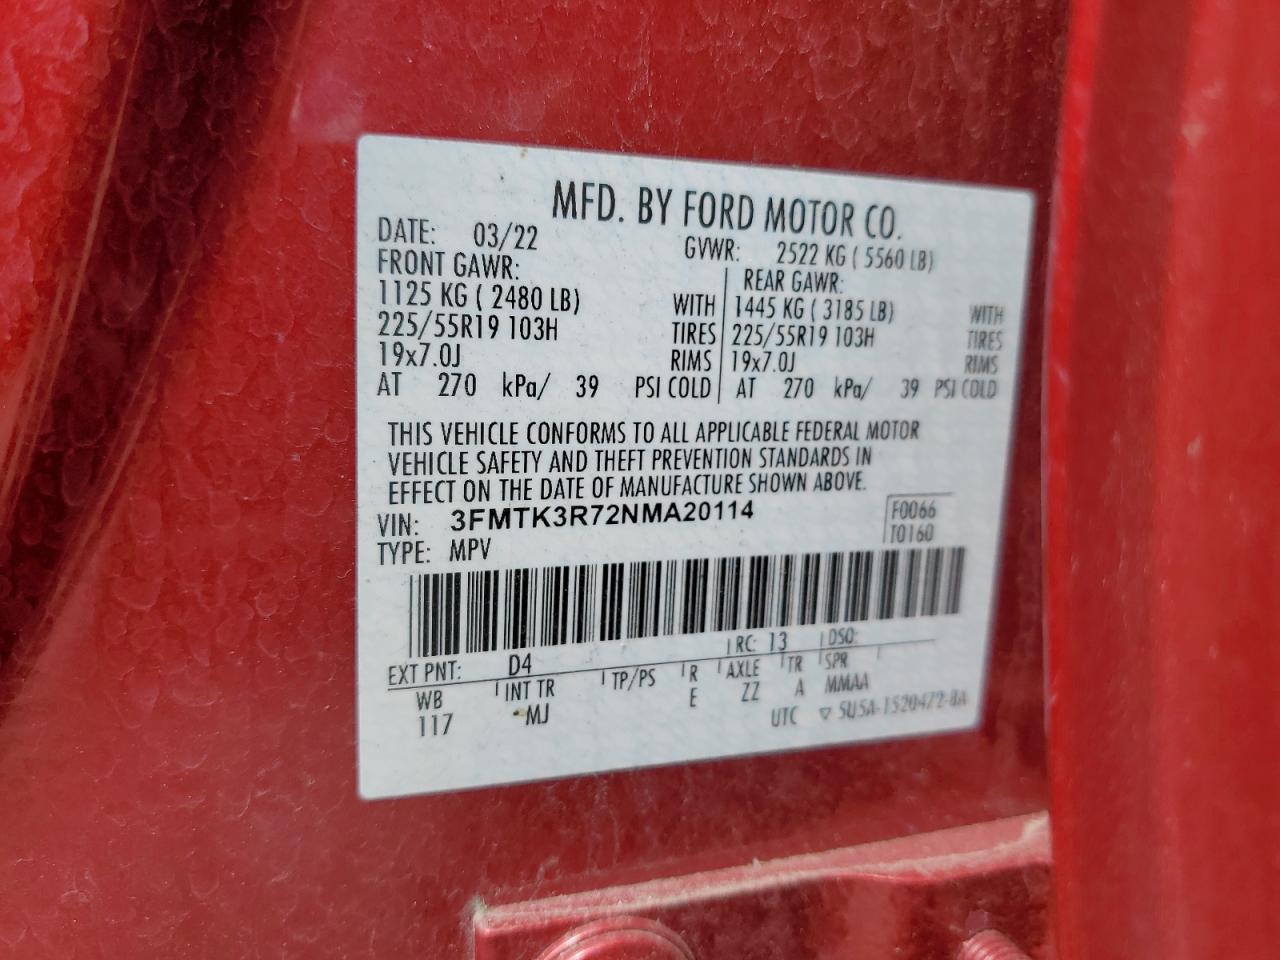 MFD. BY FORD MOTOR CO.
DATE: 03/22 GVWR: 2522 KG ( 5560 LB)
FRONT GAWR: REAR GAWR:
1125 KG ( 2480 LB) WITH 1445 KG ( 3185 LB) WITH
225/55R19 103H TIRES 225/55R19 103H TIRES
19x7.0J RIMS 19x7.0J RIMS
AT 270 kPa/ 39 PSI COLD AT 270 kPa/ 39 PSI COLD
THIS VEHICLE CONFORMS TO ALL APPLICABLE FEDERAL MOTOR
VEHICLE SAFETY AND THEFT PREVENTION STANDARDS IN
EFFECT ON THE DATE OF MANUFACTURE SHOWN ABOVE.
VIN: 3FMTK3R72NMA20114 F0066
TYPE: MPV T0160
EXT PNT: D4 RC: 13 DSO:
WB INT TR TP/PS R AXLE TR SPR
117 MJ E ZZ A MMAA
UTC ▽ 5U5A-1520472-BA